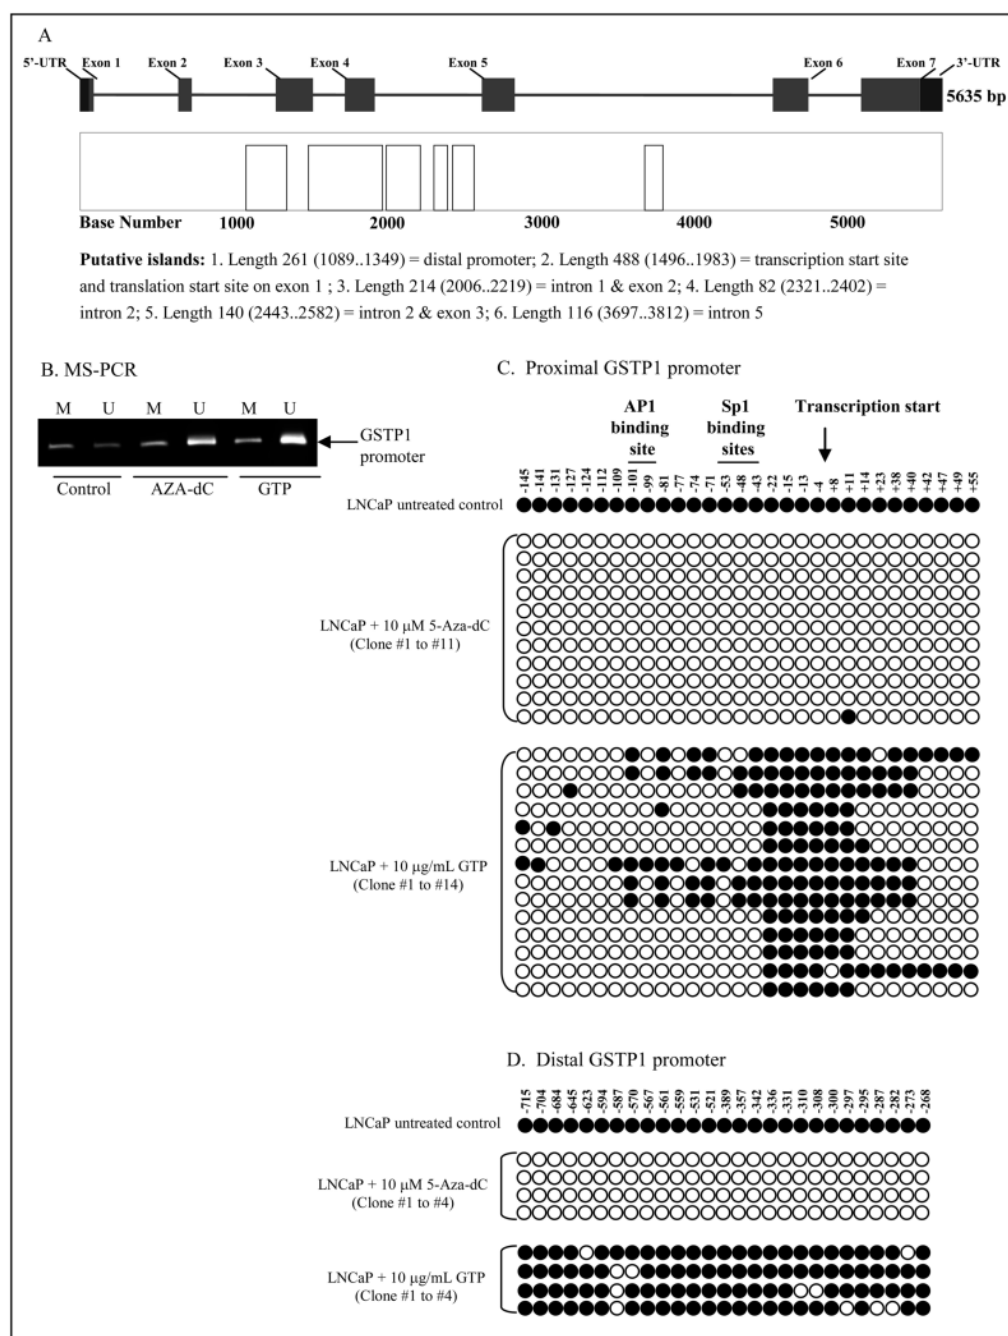 A
5'-UTR Exon 1 Exon 2 Exon 3 Exon 4 Exon 5 Exon 6 Exon 7 3'-UTR
5635 bp
Base Number 1000 2000 3000 4000 5000
Putative islands: 1. Length 261 (1089..1349) = distal promoter; 2. Length 488 (1496..1983) = transcription start site
and translation start site on exon 1 ; 3. Length 214 (2006..2219) = intron 1 & exon 2; 4. Length 82 (2321..2402) =
intron 2; 5. Length 140 (2443..2582) = intron 2 & exon 3; 6. Length 116 (3697..3812) = intron 5
B. MS-PCR
M U M U M U
GSTP1
promoter
Control AZA-dC GTP
C. Proximal GSTP1 promoter
AP1
binding
site
Sp1
binding
sites
Transcription start
-145 -141 -131 -127 -124 -112 -109 -101 -99 -81 -77 -74 -71 -53 -48 -43 -22 -15 -13 -4 +8 +11 +14 +23 +38 +40 +42 +47 +49 +55
LNCaP untreated control
LNCaP + 10 μM 5-Aza-dC
(Clone #1 to #11)
LNCaP + 10 μg/mL GTP
(Clone #1 to #14)
D. Distal GSTP1 promoter
-715 -704 -684 -645 -623 -594 -587 -570 -567 -561 -559 -531 -521 -389 -357 -342 -336 -331 -310 -308 -300 -297 -295 -287 -282 -273 -268
LNCaP untreated control
LNCaP + 10 μM 5-Aza-dC
(Clone #1 to #4)
LNCaP + 10 μg/mL GTP
(Clone #1 to #4)